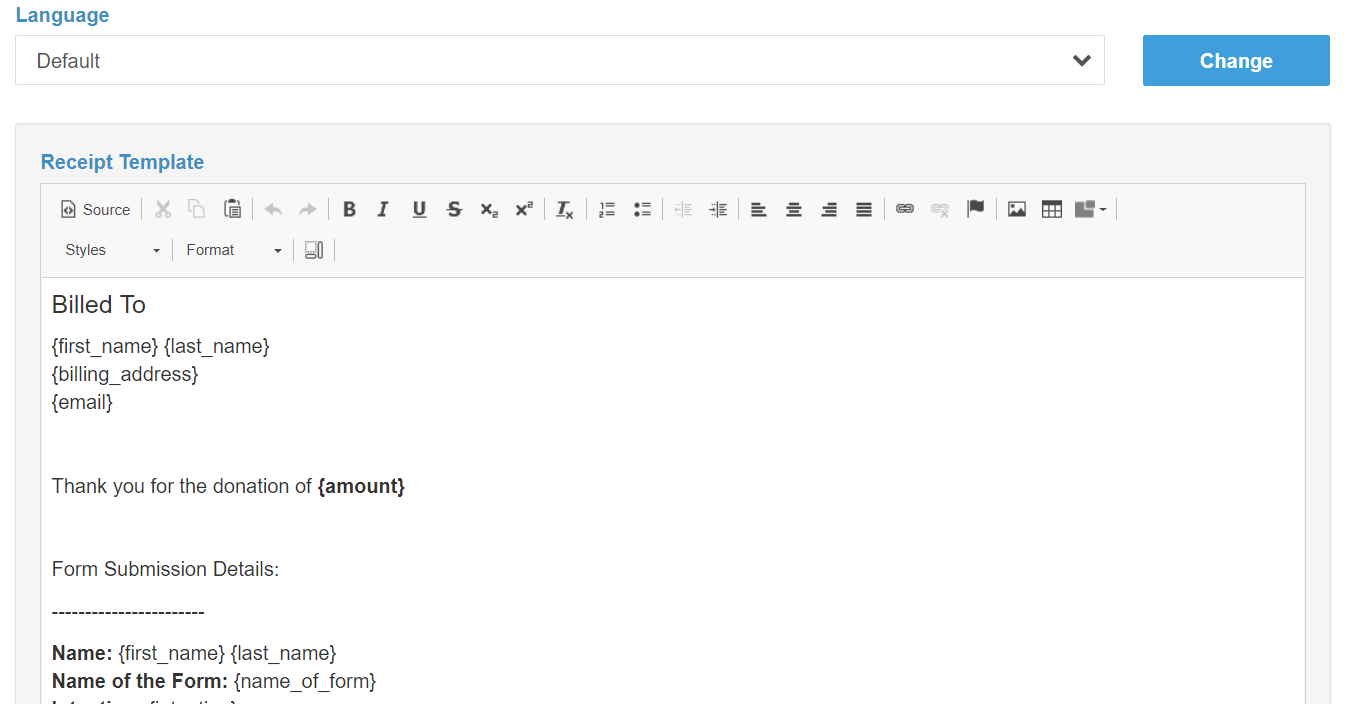 Language
Default
Change
Receipt Template
Source
Styles
Format
Billed To
{first_name} {last_name}
{billing_address}
{email}
Thank you for the donation of {amount}
Form Submission Details:
-----------------------
Name: {first_name} {last_name}
Name of the Form: {name_of_form}